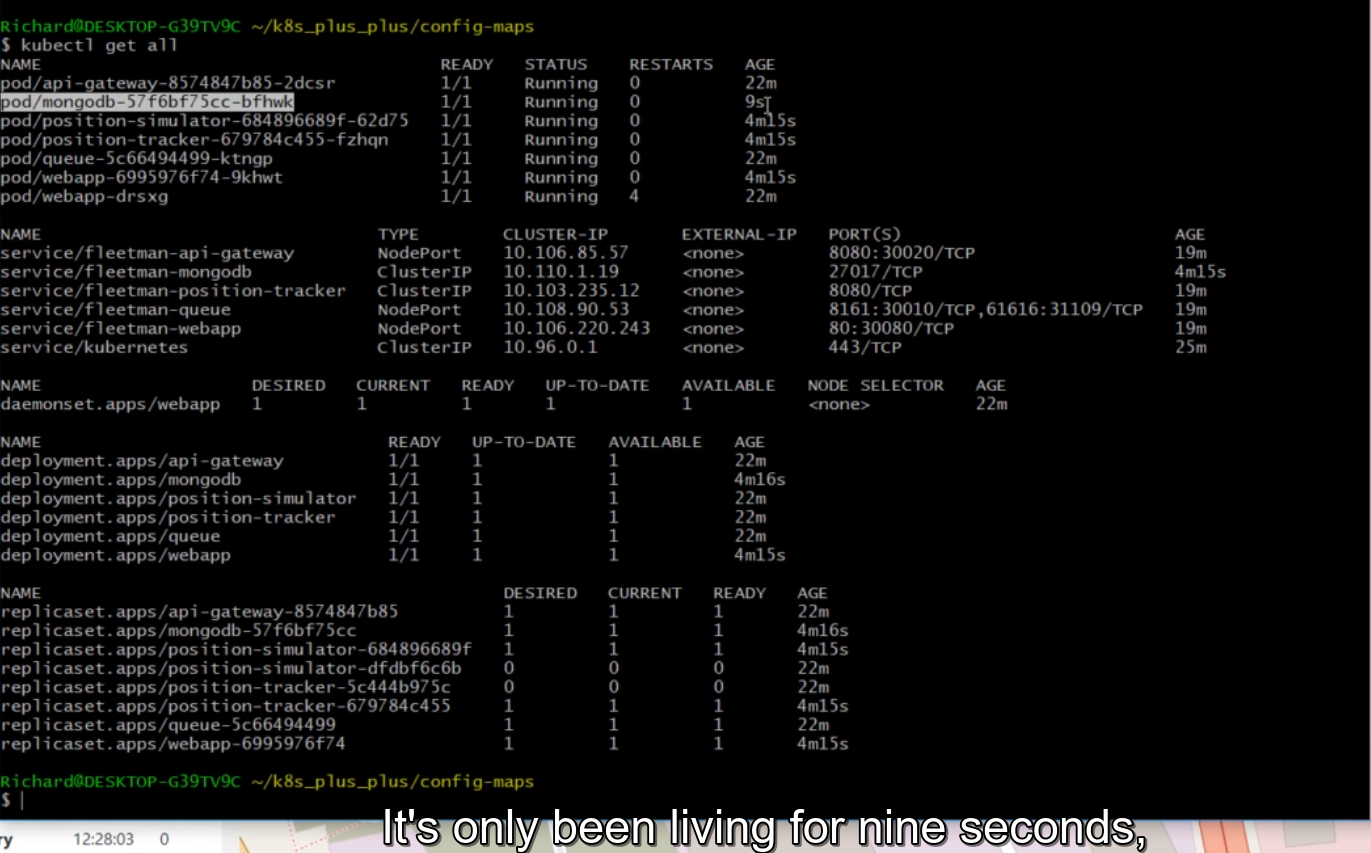 Richard@DESKTOP-G39TV9C ~/k8s_plus_plus/config-maps
$ kubectl get all
NAME READY STATUS RESTARTS AGE
pod/api-gateway-8574847b85-2dcsr 1/1 Running 0 22m
pod/mongodb-57f6bf75cc-bfhwk 1/1 Running 0 9s
pod/position-simulator-684896689f-62d75 1/1 Running 0 4m15s
pod/position-tracker-679784c455-fzhqn 1/1 Running 0 4m15s
pod/queue-5c66494499-ktngp 1/1 Running 0 22m
pod/webapp-6995976f74-9khwt 1/1 Running 0 4m15s
pod/webapp-drsxg 1/1 Running 4 22m
NAME TYPE CLUSTER-IP EXTERNAL-IP PORT(S) AGE
service/fleetman-api-gateway NodePort 10.106.85.57 <none> 8080:30020/TCP 19m
service/fleetman-mongodb ClusterIP 10.110.1.19 <none> 27017/TCP 4m15s
service/fleetman-position-tracker ClusterIP 10.103.235.12 <none> 8080/TCP 19m
service/fleetman-queue NodePort 10.108.90.53 <none> 8161:30010/TCP,61616:31109/TCP 19m
service/fleetman-webapp NodePort 10.106.220.243 <none> 80:30080/TCP 19m
service/kubernetes ClusterIP 10.96.0.1 <none> 443/TCP 25m
NAME DESIRED CURRENT READY UP-TO-DATE AVAILABLE NODE SELECTOR AGE
daemonset.apps/webapp 1 1 1 1 1 <none> 22m
NAME READY UP-TO-DATE AVAILABLE AGE
deployment.apps/api-gateway 1/1 1 1 22m
deployment.apps/mongodb 1/1 1 1 4m16s
deployment.apps/position-simulator 1/1 1 1 22m
deployment.apps/position-tracker 1/1 1 1 22m
deployment.apps/queue 1/1 1 1 22m
deployment.apps/webapp 1/1 1 1 4m15s
NAME DESIRED CURRENT READY AGE
replicaset.apps/api-gateway-8574847b85 1 1 1 22m
replicaset.apps/mongodb-57f6bf75cc 1 1 1 4m16s
replicaset.apps/position-simulator-684896689f 1 1 1 4m15s
replicaset.apps/position-simulator-dfdbf6c6b 0 0 0 22m
replicaset.apps/position-tracker-5c444b975c 0 0 0 22m
replicaset.apps/position-tracker-679784c455 1 1 1 4m15s
replicaset.apps/queue-5c66494499 1 1 1 22m
replicaset.apps/webapp-6995976f74 1 1 1 4m15s
Richard@DESKTOP-G39TV9C ~/k8s_plus_plus/config-maps
$
ry 12:28:03 0
It's only been living for nine seconds,